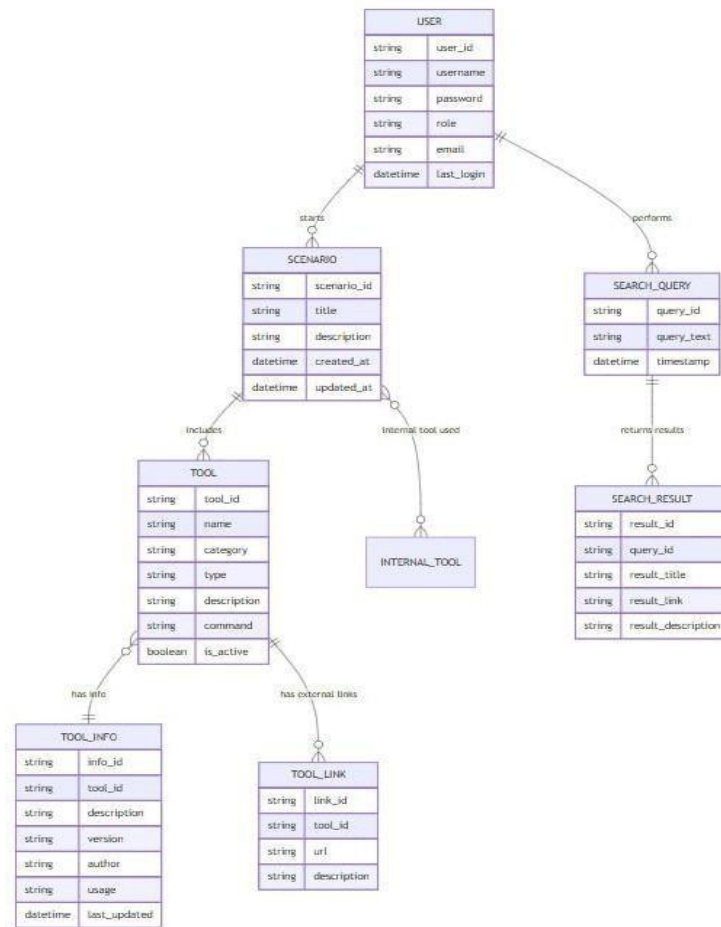 USER
string user_id
string username
string password
string role
string email
datetime last_login
starts
performs
SCENARIO
string scenario_id
string title
string description
datetime created_at
datetime updated_at
SEARCH_QUERY
string query_id
string query_text
datetime timestamp
includes
internal tool used
returns results
TOOL
string tool_id
string name
string category
string type
string description
string command
boolean is_active
INTERNAL_TOOL
SEARCH_RESULT
string result_id
string query_id
string result_title
string result_link
string result_description
has info
has external links
TOOL_INFO
string info_id
string tool_id
string description
string version
string author
string usage
datetime last_updated
TOOL_LINK
string link_id
string tool_id
string url
string description